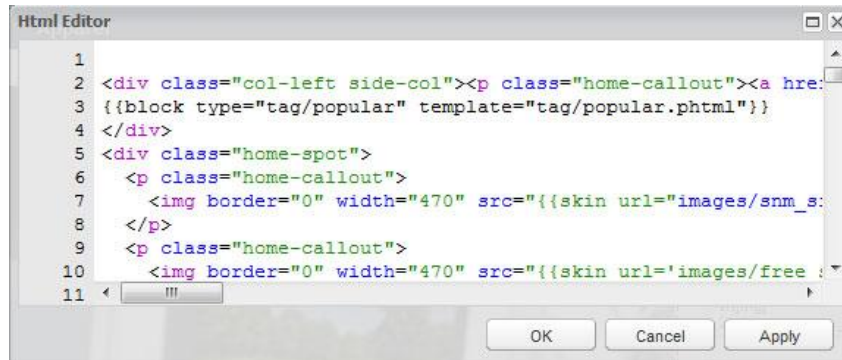 Html Editor
1
2 <div class="col-left side-col"><p class="home-callout"><a hre
3 {{block type="tag/popular" template="tag/popular.phtml"}}
4 </div>
5 <div class="home-spot">
6 <p class="home-callout">
7 <img border="0" width="470" src="{{skin url="images/snm_s
8 </p>
9 <p class="home-callout">
10 <img border="0" width="470" src="{{skin url='images/free
11
OK Cancel Apply